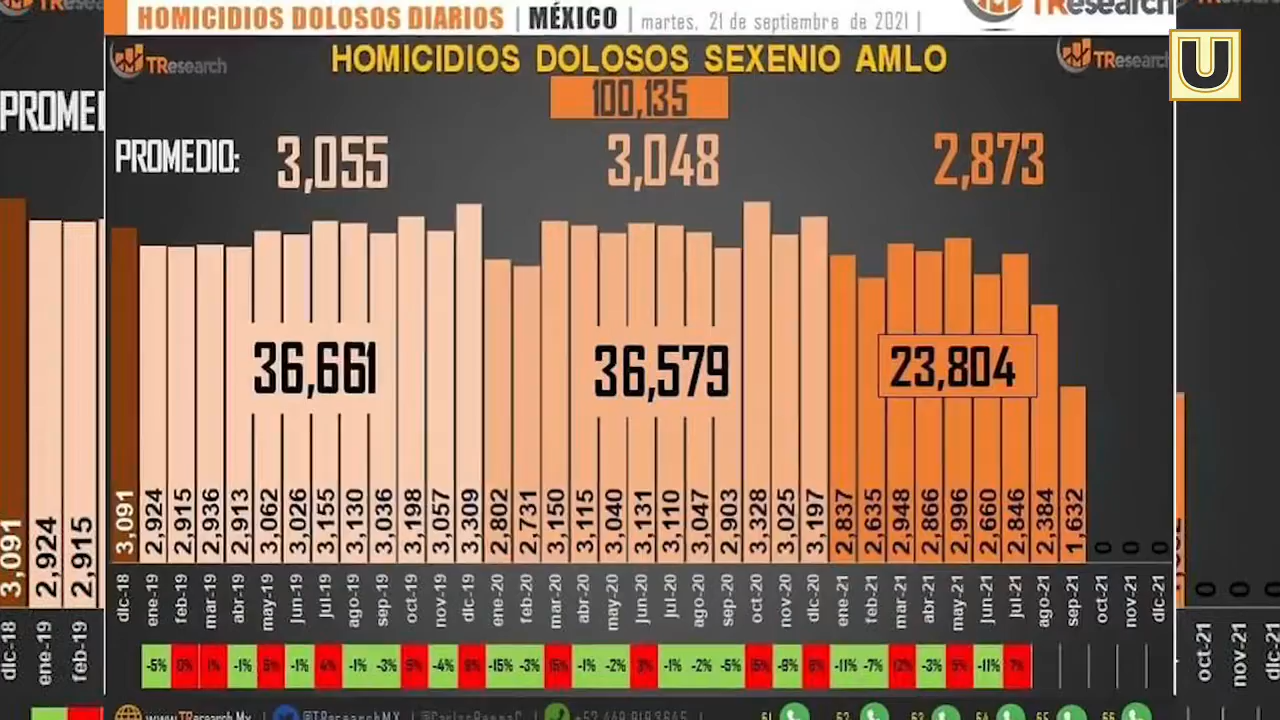 HOMICIDIOS DOLOSOS DIARIOS | MÉXICO | martes, 21 de septiembre de 2021 |
TResearch
TResearch
HOMICIDIOS DOLOSOS SEXENIO AMLO
TResearch
U
100,135
PROMEDIO: 3,055 3,048 2,873
36,661 36,579 23,804
3,091 2,924 2,915 2,936 2,913 3,062 3,026 3,155 3,130 3,036 3,198 3,057 3,309 2,802 2,731 3,150 3,115 3,040 3,131 3,110 3,047 2,903 3,328 3,025 3,197 2,837 2,635 2,948 2,866 2,996 2,660 2,846 2,384 1,632 0 0 0
dic-18 ene-19 feb-19 mar-19 abr-19 may-19 jun-19 jul-19 ago-19 sep-19 oct-19 nov-19 dic-19 ene-20 feb-20 mar-20 abr-20 may-20 jun-20 jul-20 ago-20 sep-20 oct-20 nov-20 dic-20 ene-21 feb-21 mar-21 abr-21 may-21 jun-21 jul-21 ago-21 sep-21 oct-21 nov-21 dic-21
-5% 0% 1% -1% 5% -1% 4% -1% -3% 5% -4% 8% -15% -3% 15% -1% -2% 3% -1% -2% -5% 15% -9% 6% -11% -7% 12% -3% 5% -11% 7%
www.TResearch.Mx | @TResearchMX |
PROME
3,091 2,924 2,915
dic-18 ene-19 feb-19
0 0 0
oct-21 nov-21